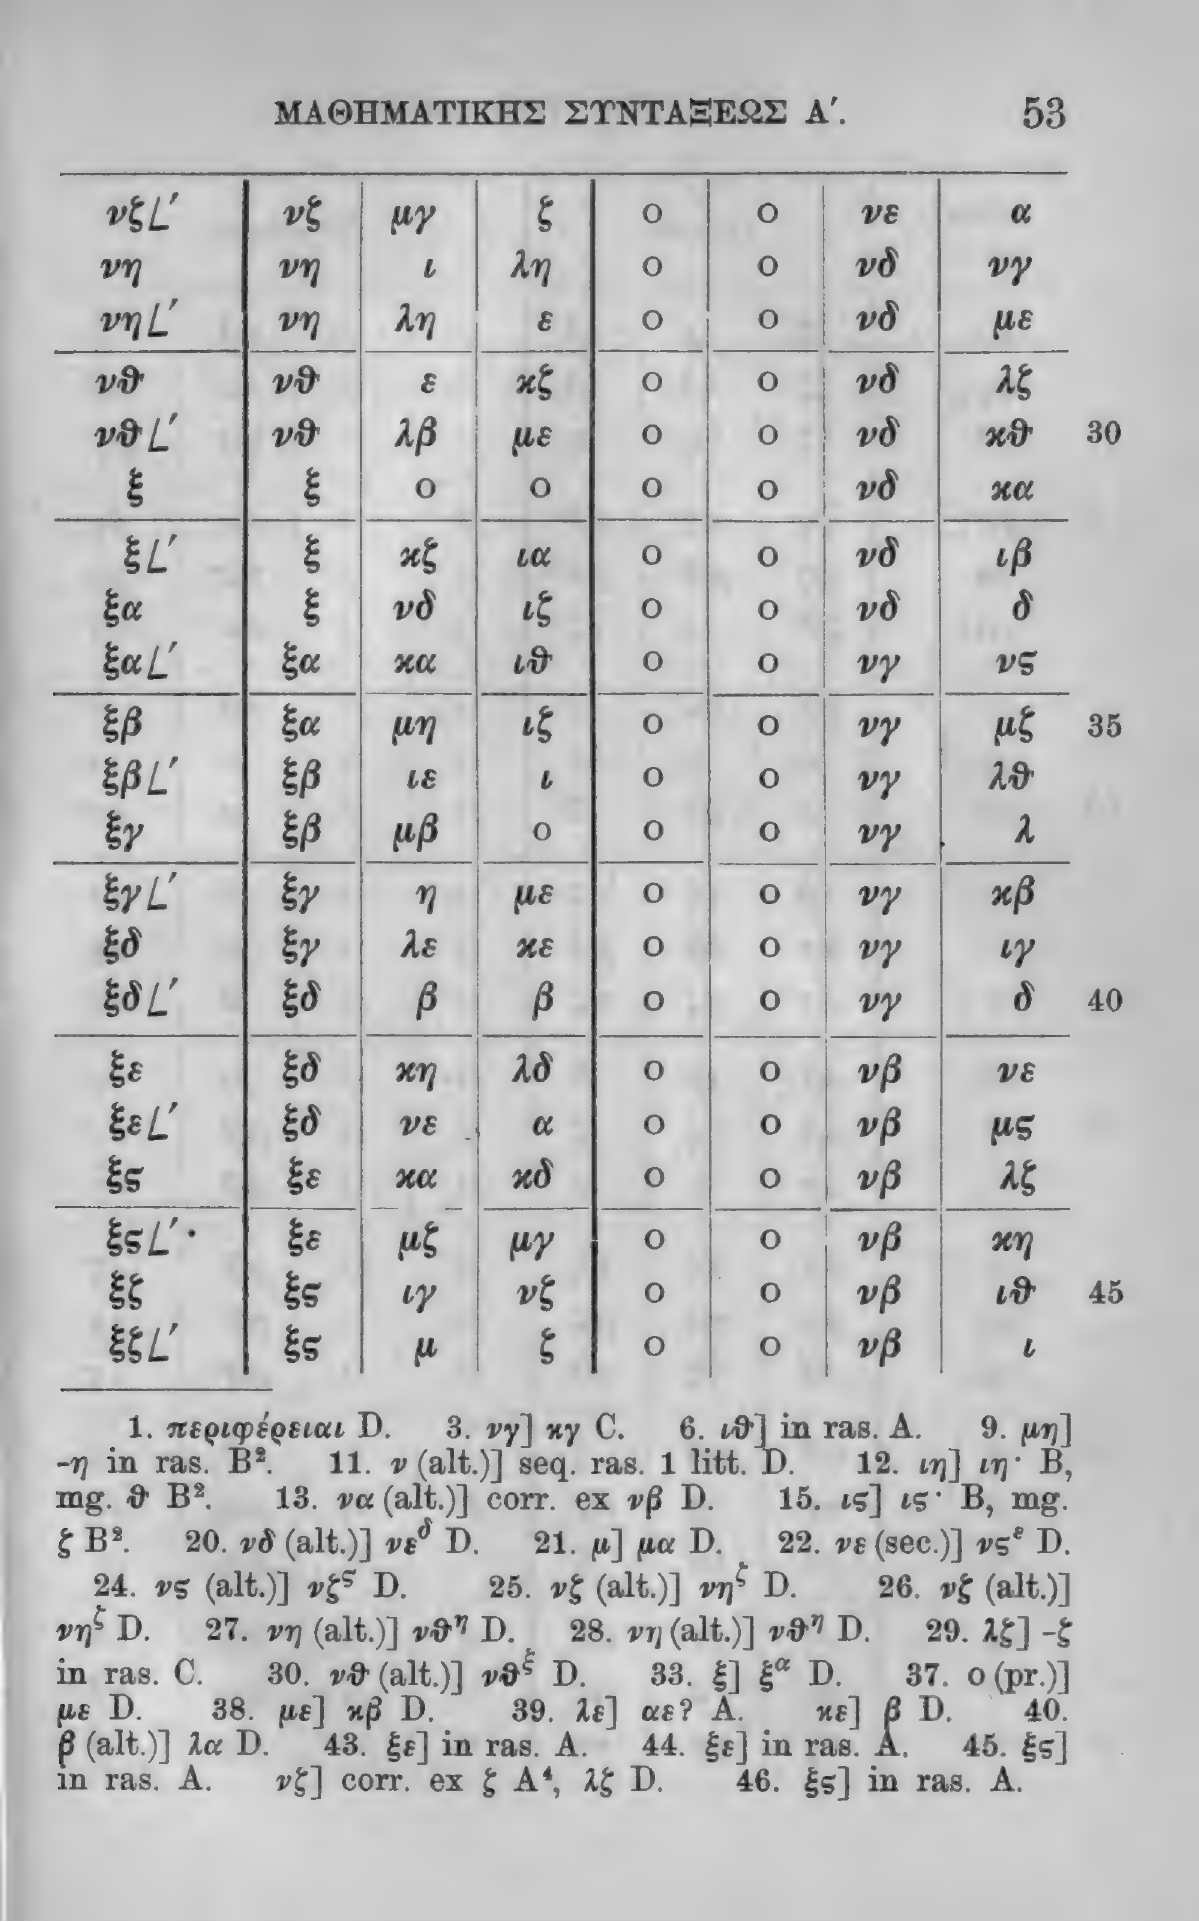 ΜΑΘΗΜΑΤΙΚΗΣ ΣΥΝΤΑΞΕΩΣ Α΄. 53
νζ∠′ νζ μγ ζ ο ο νε α
νη νη ι λη ο ο νδ νγ
νη∠′ νη λη ε ο ο νδ με
νϑ νϑ ε κζ ο ο νδ λζ
νϑ∠′ νϑ λβ με ο ο νδ κϑ 30
ξ ξ ο ο ο ο νδ κα
ξ∠′ ξ κζ ια ο ο νδ ιβ
ξα ξ νδ ιζ ο ο νδ δ
ξα∠′ ξα κα ιϑ ο ο νγ νϛ
ξβ ξα μη ιζ ο ο νγ μζ 35
ξβ∠′ ξβ ιε ι ο ο νγ λϑ
ξγ ξβ μβ ο ο ο νγ λ
ξγ∠′ ξγ η με ο ο νγ κβ
ξδ ξγ λε κε ο ο νγ ιγ
ξδ∠′ ξδ β β ο ο νγ δ 40
ξε ξδ κη λδ ο ο νβ νε
ξε∠′ ξδ νε α ο ο νβ μϛ
ξϛ ξε κα κδ ο ο νβ λζ
ξϛ∠′ ξε μζ μγ ο ο νβ κη
ξζ ξϛ ιγ νζ ο ο νβ ιϑ 45
ξζ∠′ ξϛ μ ζ ο ο νβ ι
1. περιφέρειαι D. 3. νγ] κγ C. 6. ιϑ] in ras. A. 9. μη]
-η in ras. B². 11. ν (alt.)] seq. ras. 1 litt. D. 12. ιη] ιη· B,
mg. ϑ B². 13. να (alt.)] corr. ex νβ D. 15. ιϛ] ιϛ· B, mg.
ζ B². 20. νδ (alt.)] νε^δ D. 21. μ] μα D. 22. νε (sec.)] νϛ^ε D.
24. νϛ (alt.)] νζ^ϛ D. 25. νζ (alt.)] νη^ζ D. 26. νζ (alt.)]
νη^ζ D. 27. νη (alt.)] νϑ^η D. 28. νη (alt.)] νϑ^η D. 29. λζ] -ζ
in ras. C. 30. νϑ (alt.)] νϑ^ξ D. 33. ξ] ξ^α D. 37. ο (pr.)]
με D. 38. με] κβ D. 39. λε] αε? A. κε] β D. 40.
β (alt.)] λα D. 43. ξε] in ras. A. 44. ξε] in ras. A. 45. ξϛ]
in ras. A. νζ] corr. ex ζ A⁴, λζ D. 46. ξϛ] in ras. A.